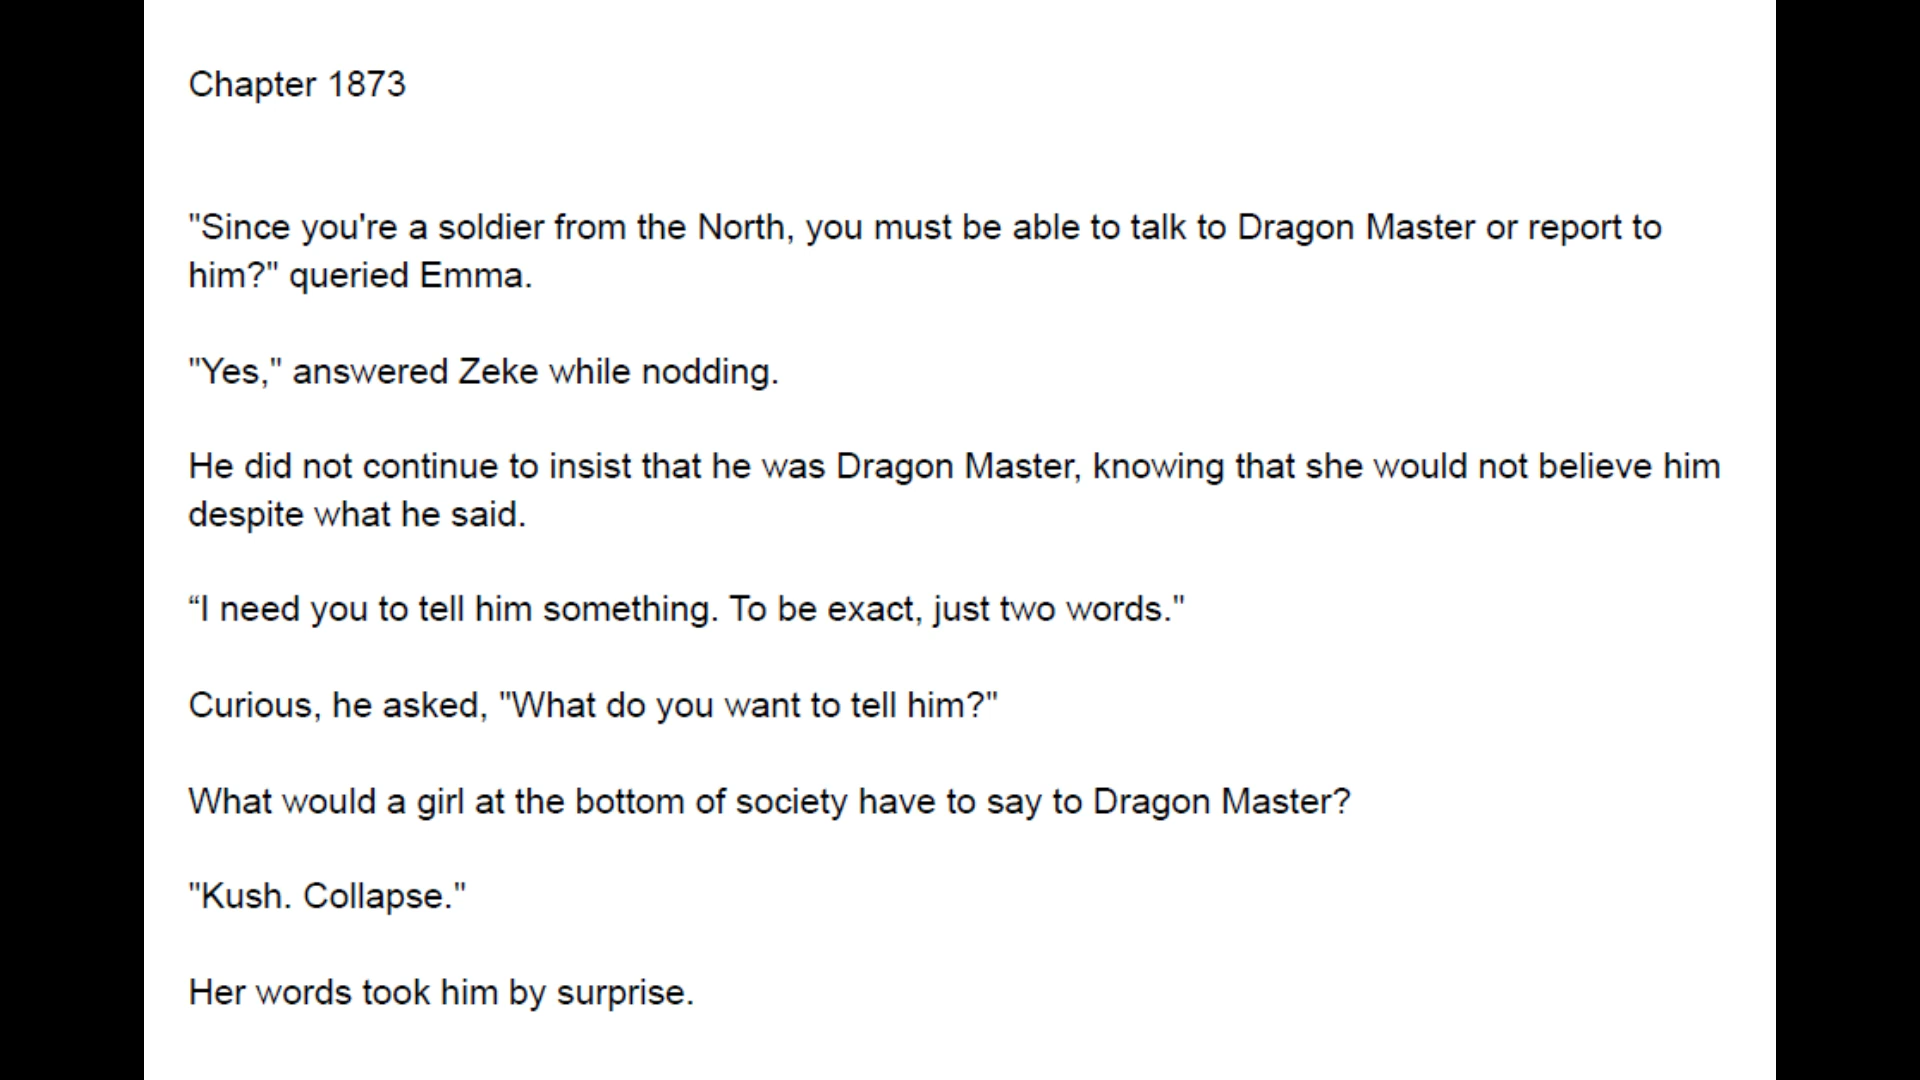 Chapter 1873
"Since you're a soldier from the North, you must be able to talk to Dragon Master or report to
him?" queried Emma.
"Yes," answered Zeke while nodding.
He did not continue to insist that he was Dragon Master, knowing that she would not believe him
despite what he said.
“I need you to tell him something. To be exact, just two words."
Curious, he asked, "What do you want to tell him?"
What would a girl at the bottom of society have to say to Dragon Master?
"Kush. Collapse."
Her words took him by surprise.